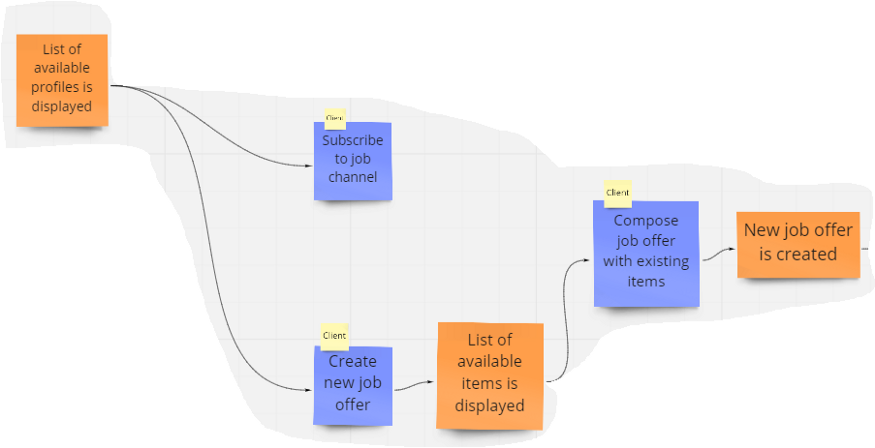 List of
available
profiles is
displayed
Client
Subscribe
to job
channel
Client
Compose
job offer
with existing
items
New job offer
is created
Client
Create
new job
offer
List of
available
items is
displayed